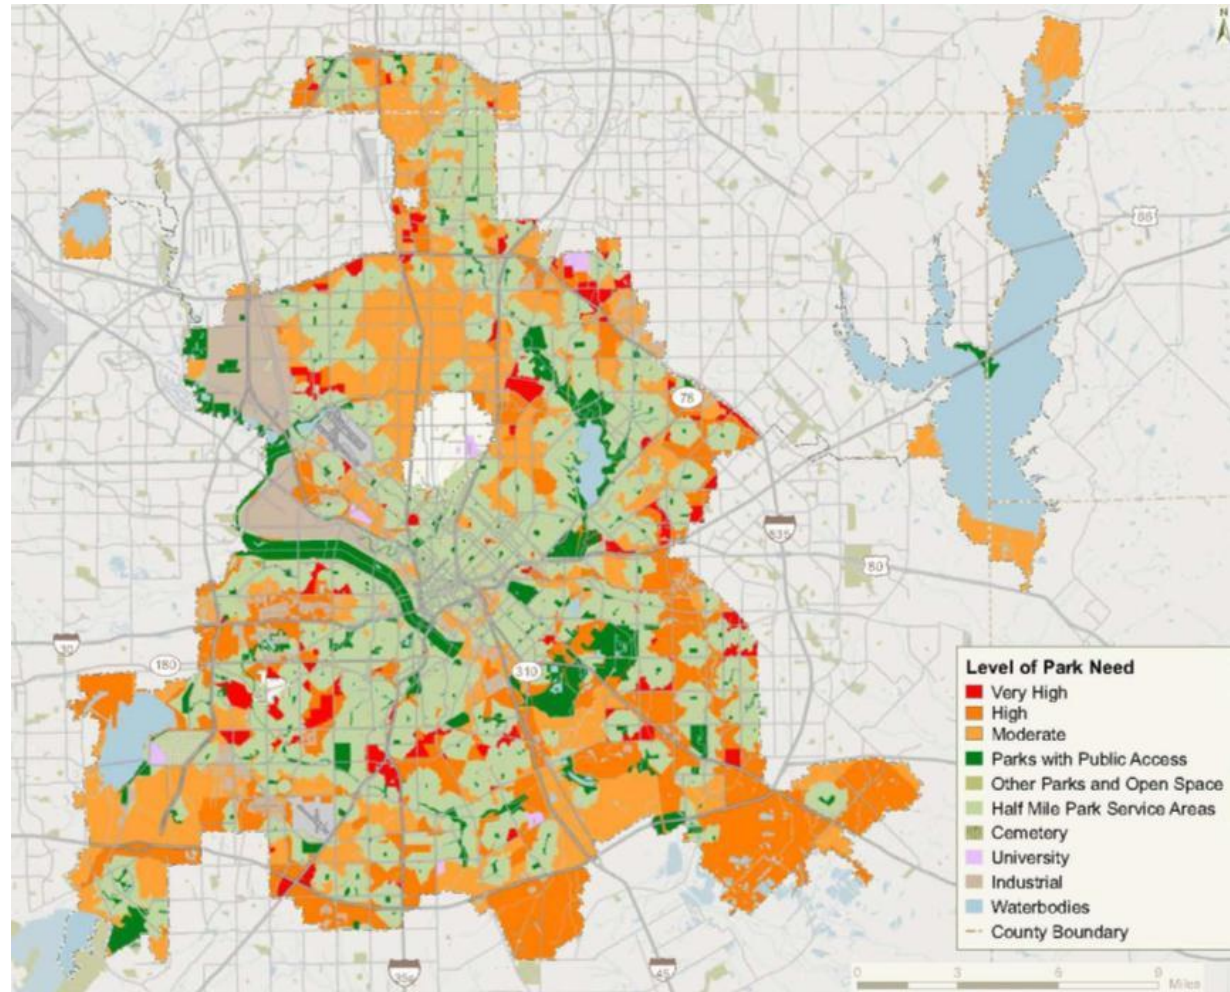 N
66
78
635
80
30
180
310
35e
45
Level of Park Need
Very High
High
Moderate
Parks with Public Access
Other Parks and Open Space
Half Mile Park Service Areas
Cemetery
University
Industrial
Waterbodies
County Boundary
0 3 6 9
Miles